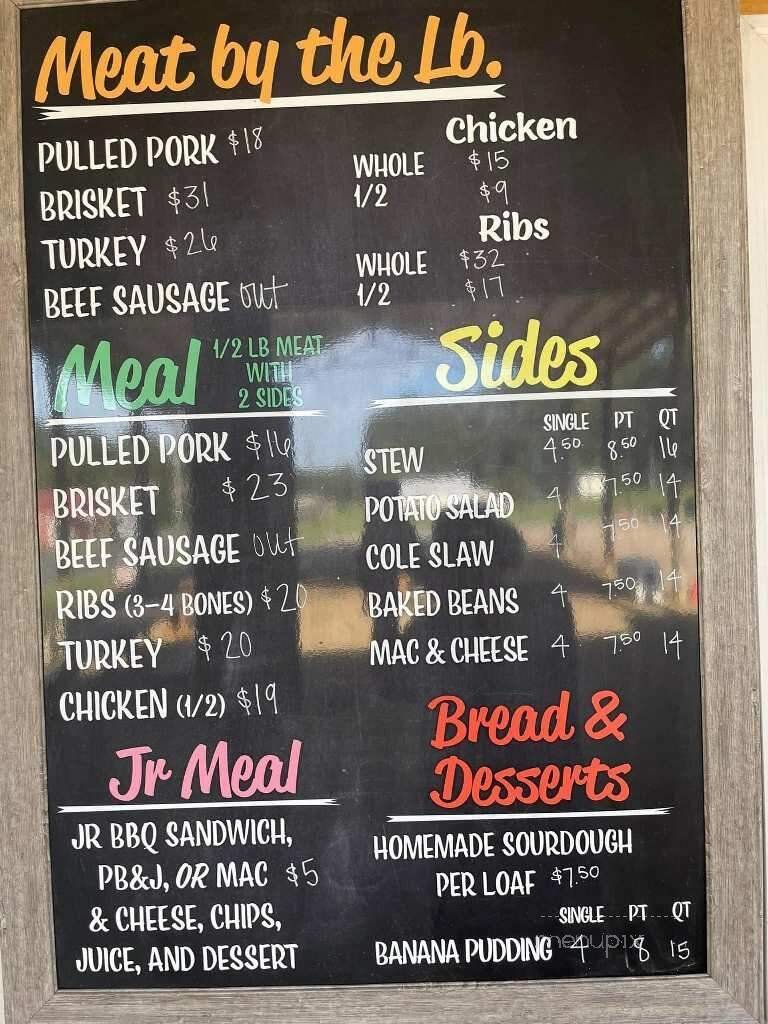 Meat by the Lb.
PULLED PORK $18
BRISKET $31
TURKEY $26
BEEF SAUSAGE out
Chicken
WHOLE $15
1/2 $9
Ribs
WHOLE $32
1/2 $17
Meal 1/2 LB MEAT
WITH
2 SIDES
PULLED PORK $16
BRISKET $23
BEEF SAUSAGE out
RIBS (3-4 BONES) $20
TURKEY $20
CHICKEN (1/2) $19
Jr Meal
JR BBQ SANDWICH,
PB&J, OR MAC $5
& CHEESE, CHIPS,
JUICE, AND DESSERT
Sides
SINGLE PT QT
STEW 4.50 8.50 16
POTATO SALAD 4 7.50 14
COLE SLAW 4 7.50 14
BAKED BEANS 4 7.50 14
MAC & CHEESE 4 7.50 14
Bread &
Desserts
HOMEMADE SOURDOUGH
PER LOAF $7.50
SINGLE PT QT
BANANA PUDDING 4 8 15
menupix